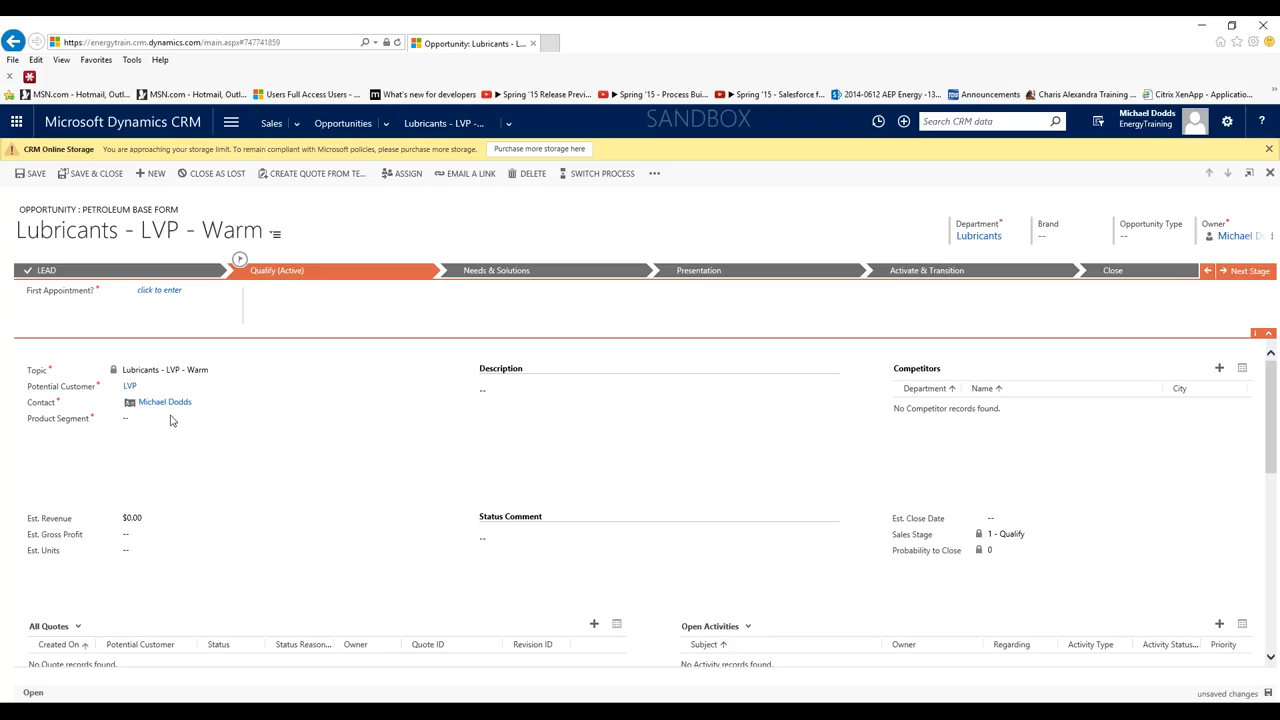 https://energytrain.crm.dynamics.com/main.aspx#747741859
Opportunity: Lubricants - L...
File Edit View Favorites Tools Help
MSN.com - Hotmail, Outl... MSN.com - Hotmail, Outl... Users Full Access Users - ... What's new for developers Spring '15 Release Previ... Spring '15 - Process Bui... Spring '15 - Salesforce f... 2014-0612 AEP Energy -13... Announcements Charis Alexandra Training ... Citrix XenApp - Applicatio...
Microsoft Dynamics CRM Sales Opportunities Lubricants - LVP -... SANDBOX Search CRM data Michael Dodds
EnergyTraining
CRM Online Storage You are approaching your storage limit. To remain compliant with Microsoft policies, please purchase more storage. Purchase more storage here
SAVE SAVE & CLOSE + NEW CLOSE AS LOST CREATE QUOTE FROM TE... ASSIGN EMAIL A LINK DELETE SWITCH PROCESS •••
OPPORTUNITY : PETROLEUM BASE FORM
Lubricants - LVP - Warm
Department* Brand Opportunity Type Owner*
Lubricants -- -- Michael Do
LEAD Qualify (Active) Needs & Solutions Presentation Activate & Transition Close Next Stage
First Appointment? * click to enter
Topic * Lubricants - LVP - Warm
Potential Customer * LVP
Contact * Michael Dodds
Product Segment * --
Description
--
Competitors
Department Name City
No Competitor records found.
Est. Revenue $0.00
Est. Gross Profit --
Est. Units --
Status Comment
--
Est. Close Date --
Sales Stage 1 - Qualify
Probability to Close 0
All Quotes
Created On Potential Customer Status Status Reason... Owner Quote ID Revision ID
No Quote records found.
Open Activities
Subject Owner Regarding Activity Type Activity Status... Priority
No Activity records found.
Open unsaved changes